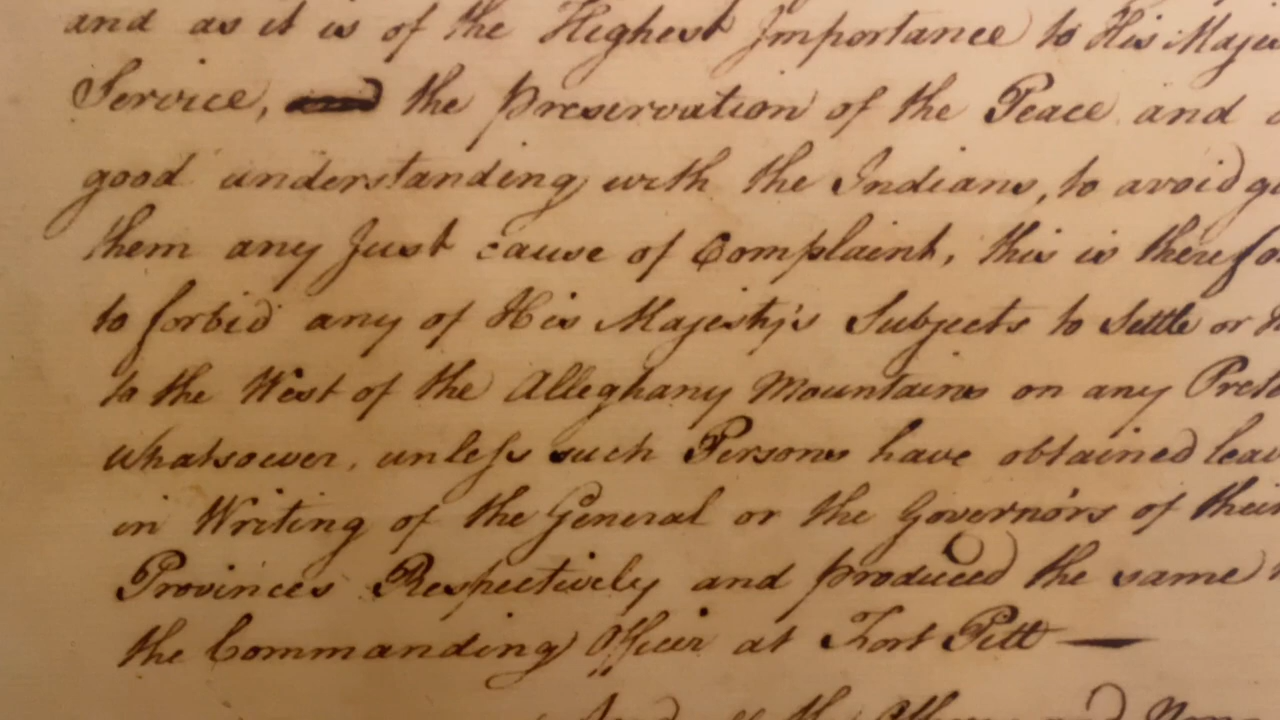 and as it is of the Highest Importance to His Maje
Service, the preservation of the Peace and a
good understanding with the Indians, to avoid g
them any Just cause of Complaint, this is therefo
to forbid any of His Majesty's Subjects to Settle or
to the West of the Alleghany Mountains on any Pret
whatsoever, unless such Persons have obtained leav
in Writing of the General or the Governors of their
Provinces Respectively and produced the same
the Commanding Officer at Fort Pitt —